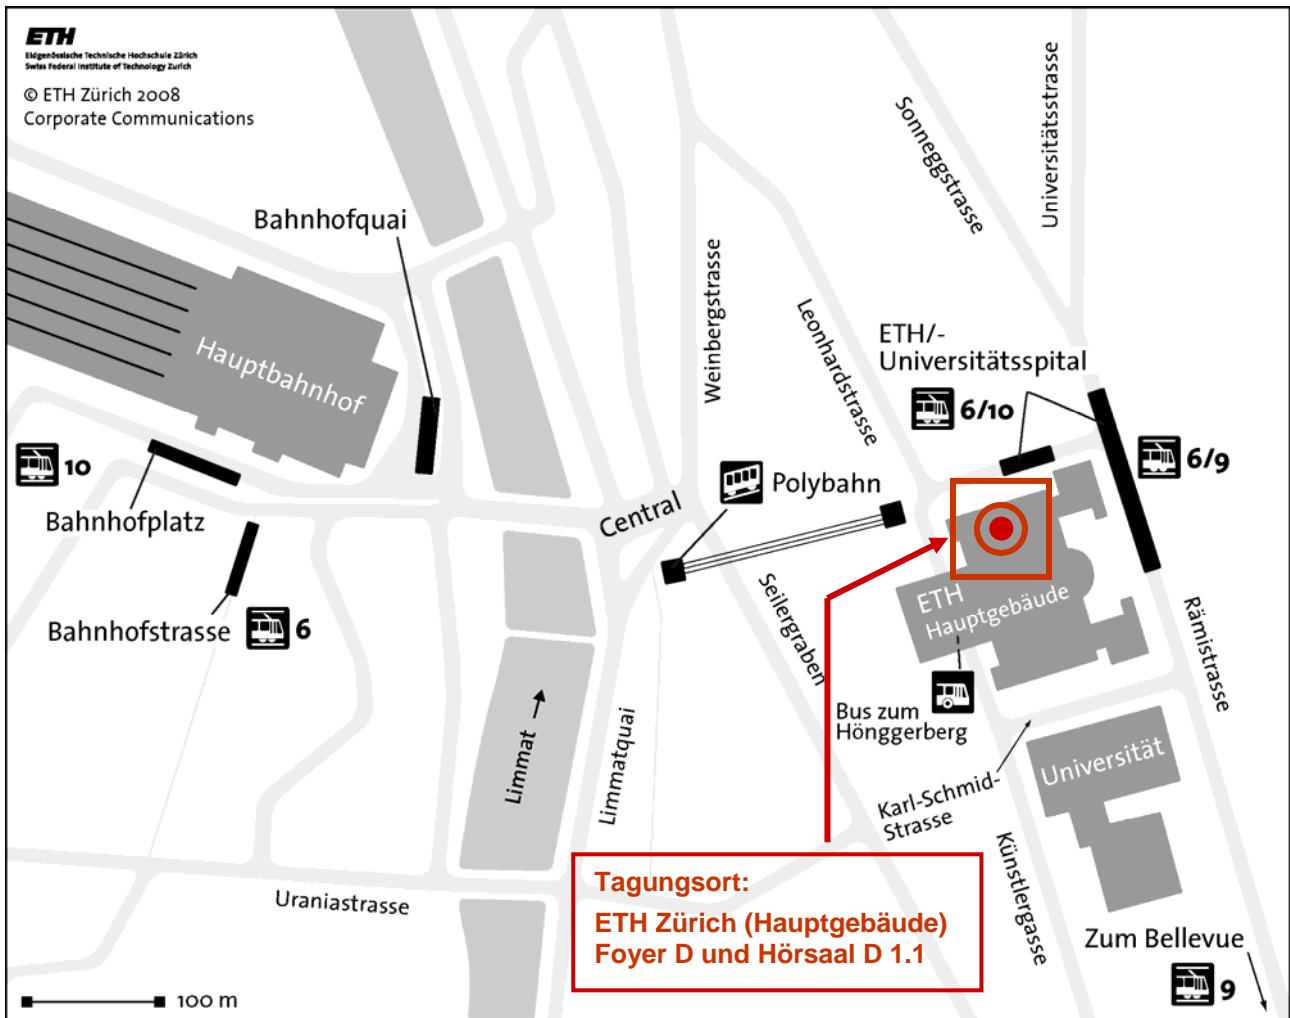 ETH
Eidgenössische Technische Hochschule Zürich
Swiss Federal Institute of Technology Zurich
© ETH Zürich 2008
Corporate Communications
Sonneggstrasse
Universitätsstrasse
Bahnhofquai
Weinbergstrasse
Leonhardstrasse
ETH/-
Universitätsspital
6/10
6/9
Hauptbahnhof
10
Bahnhofplatz
Central
Polybahn
Bahnhofstrasse
6
Seilergraben
ETH
Hauptgebäude
Rämistrasse
Bus zum
Hönggerberg
Limmat
Limmatquai
Universität
Karl-Schmid-
Strasse
Künstlergasse
Uraniastrasse
Tagungsort:
ETH Zürich (Hauptgebäude)
Foyer D und Hörsaal D 1.1
Zum Bellevue
9
100 m